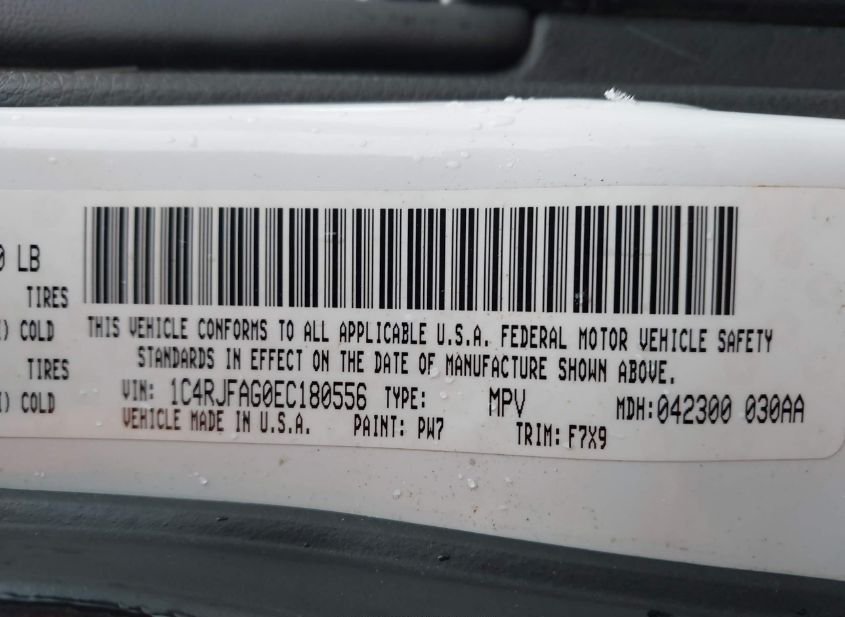 0 LB
TIRES
COLD
TIRES
COLD
THIS VEHICLE CONFORMS TO ALL APPLICABLE U.S.A. FEDERAL MOTOR VEHICLE SAFETY
STANDARDS IN EFFECT ON THE DATE OF MANUFACTURE SHOWN ABOVE.
VIN: 1C4RJFAG0EC180556 TYPE: MPV MDH:042300 030AA
VEHICLE MADE IN U.S.A. PAINT: PW7 TRIM: F7X9